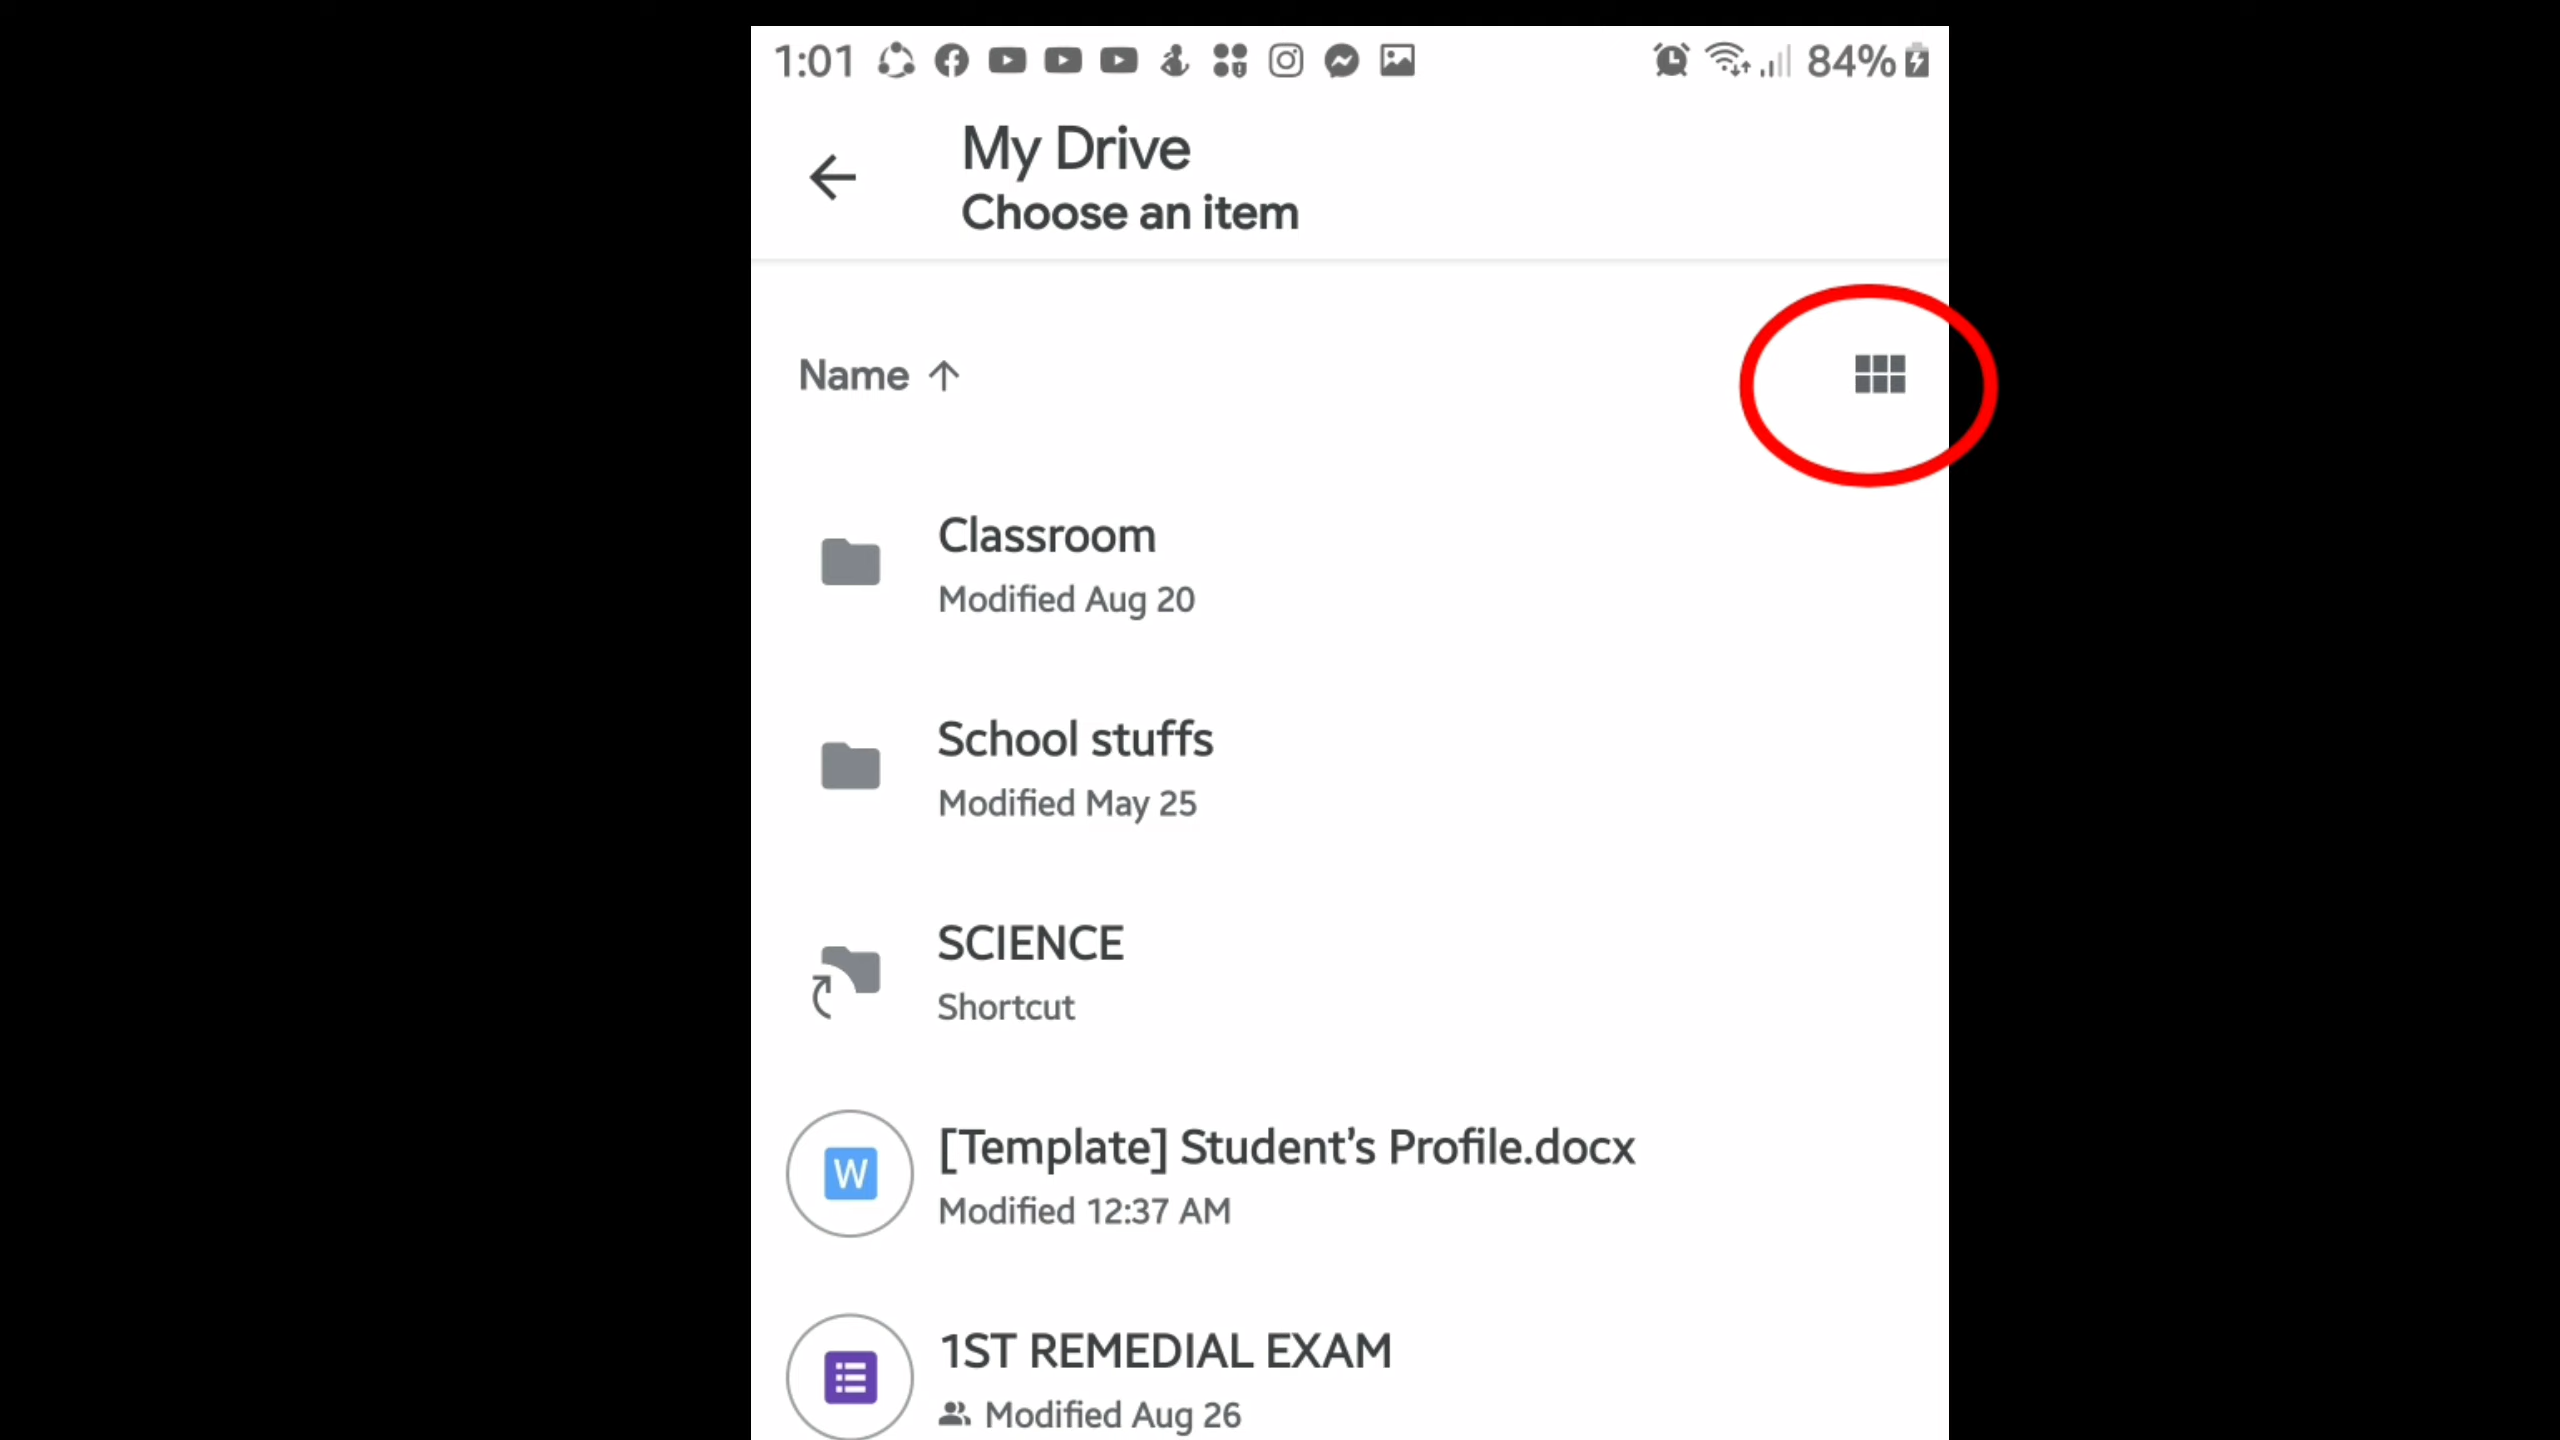 1:01 84%
My Drive
Choose an item
Name
Classroom
Modified Aug 20
School stuffs
Modified May 25
SCIENCE
Shortcut
[Template] Student’s Profile.docx
W
Modified 12:37 AM
1ST REMEDIAL EXAM
Modified Aug 26